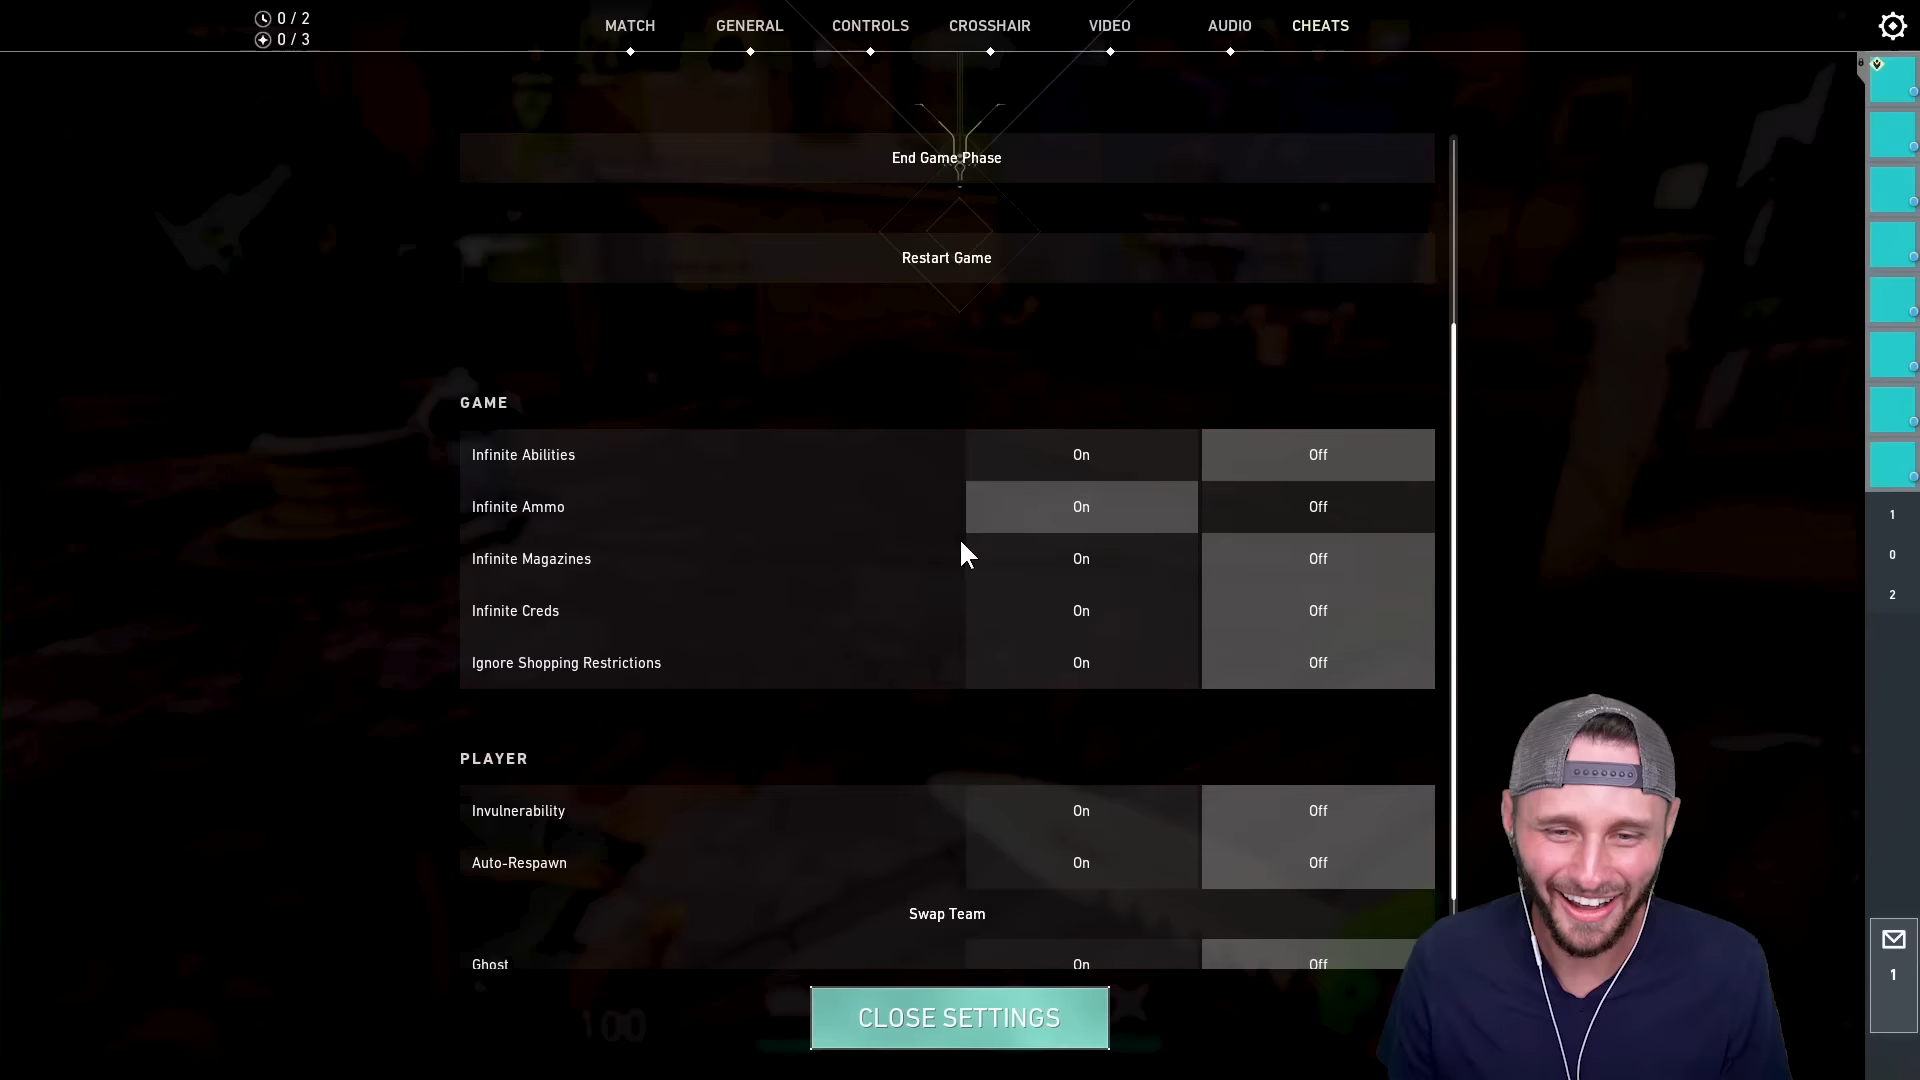 0 / 2
0 / 3
MATCH GENERAL CONTROLS CROSSHAIR VIDEO AUDIO CHEATS
End Game Phase
Restart Game
GAME
Infinite Abilities On Off
Infinite Ammo On Off
Infinite Magazines On Off
Infinite Creds On Off
Ignore Shopping Restrictions On Off
PLAYER
Invulnerability On Off
Auto-Respawn On Off
Swap Team
Ghost On Off
CLOSE SETTINGS
100
1
0
2
1